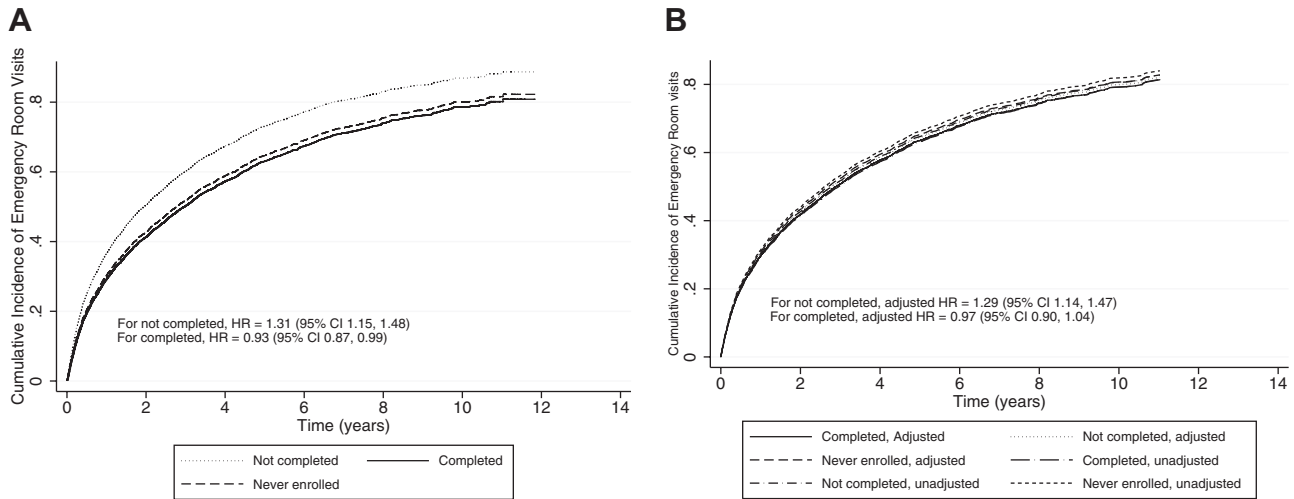 A
Cumulative Incidence of Emergency Room Visits
.8
.6
.4
.2
0
For not completed, HR = 1.31 (95% CI 1.15, 1.48)
For completed, HR = 0.93 (95% CI 0.87, 0.99)
0 2 4 6 8 10 12 14
Time (years)
Not completed Completed
Never enrolled
B
Cumulative Incidence of Emergency Room visits
.8
.6
.4
.2
0
For not completed, adjusted HR = 1.29 (95% CI 1.14, 1.47)
For completed, adjusted HR = 0.97 (95% CI 0.90, 1.04)
0 2 4 6 8 10 12 14
Time (years)
Completed, Adjusted Not completed, adjusted
Never enrolled, adjusted Completed, unadjusted
Not completed, unadjusted Never enrolled, unadjusted